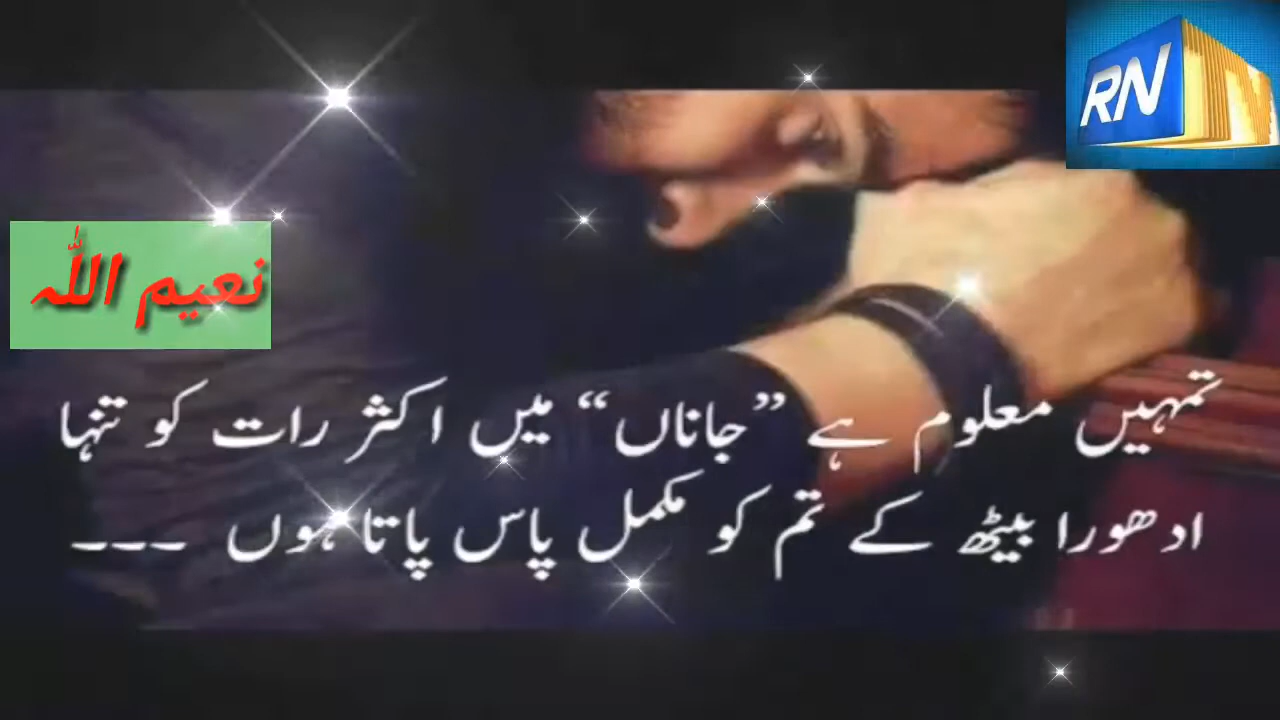 RN
نعیم اللہ
تمہیں معلوم ہے ”جاناں“ میں اکثر رات کو تنہا
ادھورا بیٹھ کے تم کو مکمل پاس پاتا ہوں ---